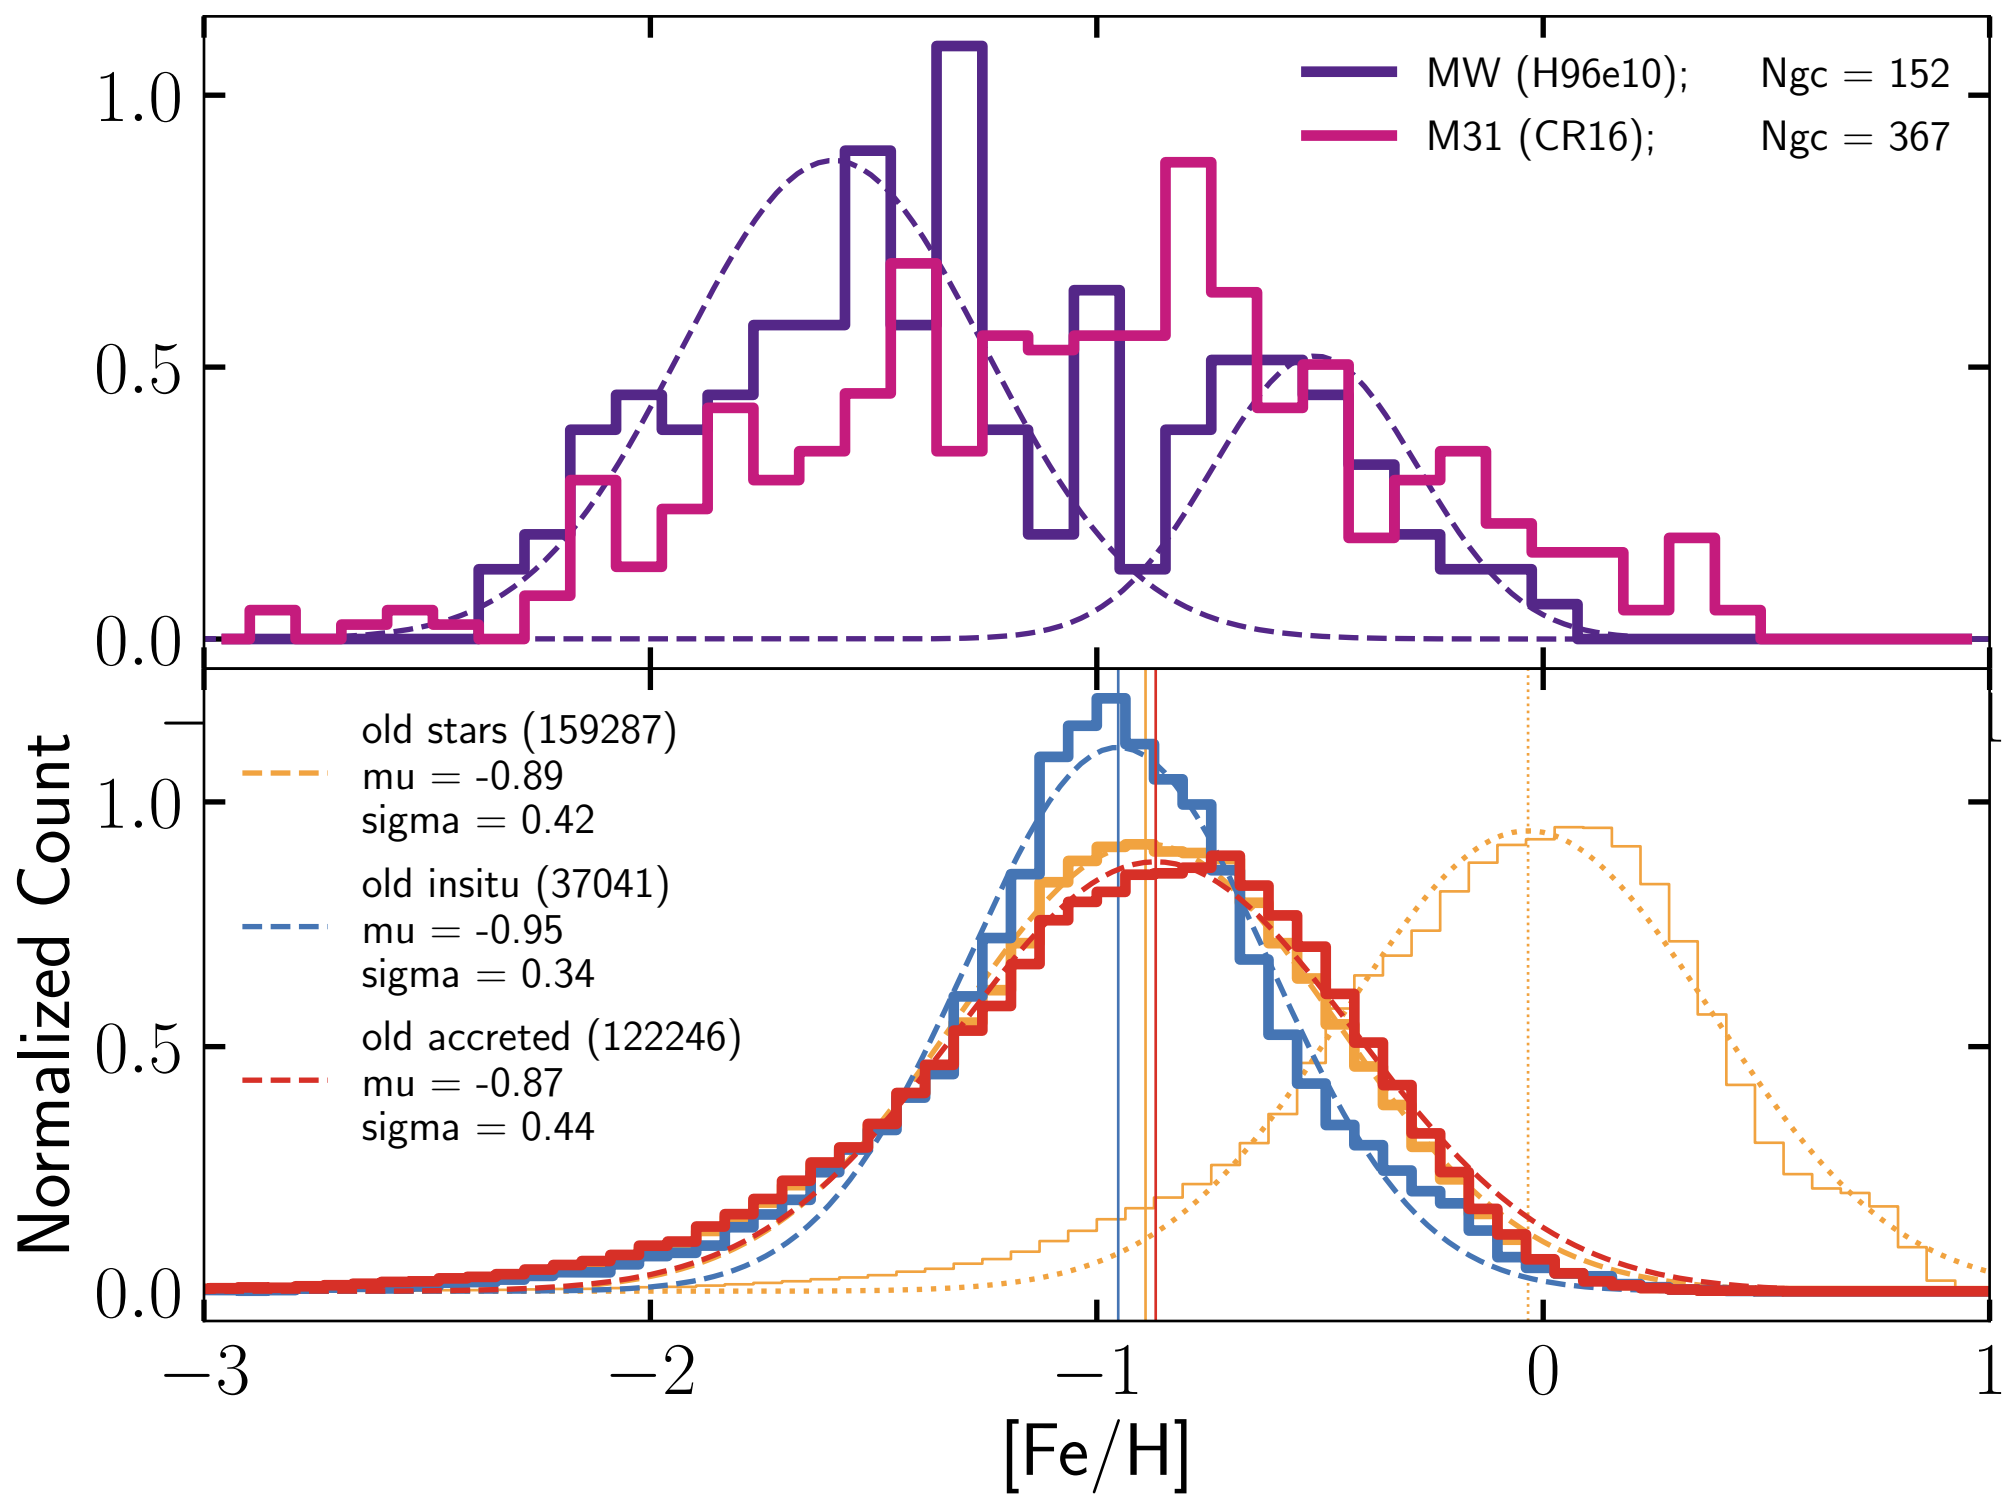 1.0
0.5
0.0
MW (H96e10); Ngc = 152
M31 (CR16); Ngc = 367
Normalized Count
1.0
0.5
0.0
old stars (159287)
mu = -0.89
sigma = 0.42
old insitu (37041)
mu = -0.95
sigma = 0.34
old accreted (122246)
mu = -0.87
sigma = 0.44
−3 −2 −1 0 1
[Fe/H]